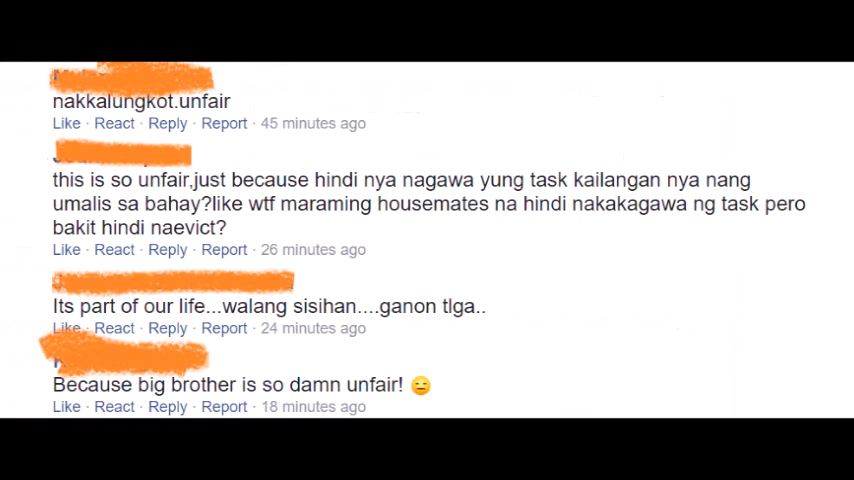 nakkalungkot.unfair
Like · React · Reply · Report · 45 minutes ago
this is so unfair,just because hindi nya nagawa yung task kailangan nya nang
umalis sa bahay?like wtf maraming housemates na hindi nakakagawa ng task pero
bakit hindi naevict?
Like · React · Reply · Report · 26 minutes ago
Its part of our life...walang sisihan....ganon tlga..
Like · React · Reply · Report · 24 minutes ago
Because big brother is so damn unfair! 😑
Like · React · Reply · Report · 18 minutes ago